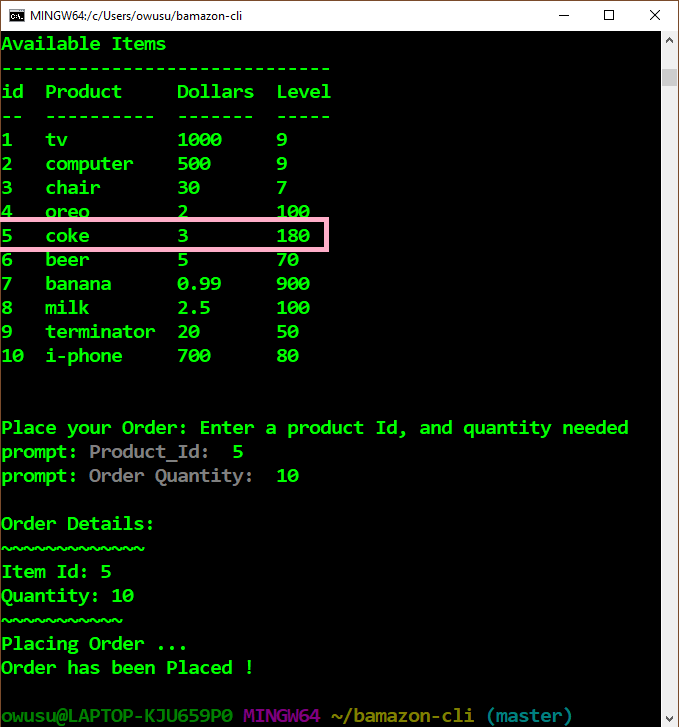 MINGW64:/c/Users/owusu/bamazon-cli
Available Items
------------------------------
id  Product     Dollars  Level
--  ----------  -------  -----
1   tv          1000     9
2   computer    500      9
3   chair       30       7
4   oreo        2        100
5   coke        3        180
6   beer        5        70
7   banana      0.99     900
8   milk        2.5      100
9   terminator  20       50
10  i-phone     700      80
Place your Order: Enter a product Id, and quantity needed
prompt: Product_Id:  5
prompt: Order Quantity:  10
Order Details:
~~~~~~~~~~~~~
Item Id: 5
Quantity: 10
~~~~~~~~~~~
Placing Order ...
Order has been Placed !
owusu@LAPTOP-KJU659P0 MINGW64 ~/bamazon-cli (master)